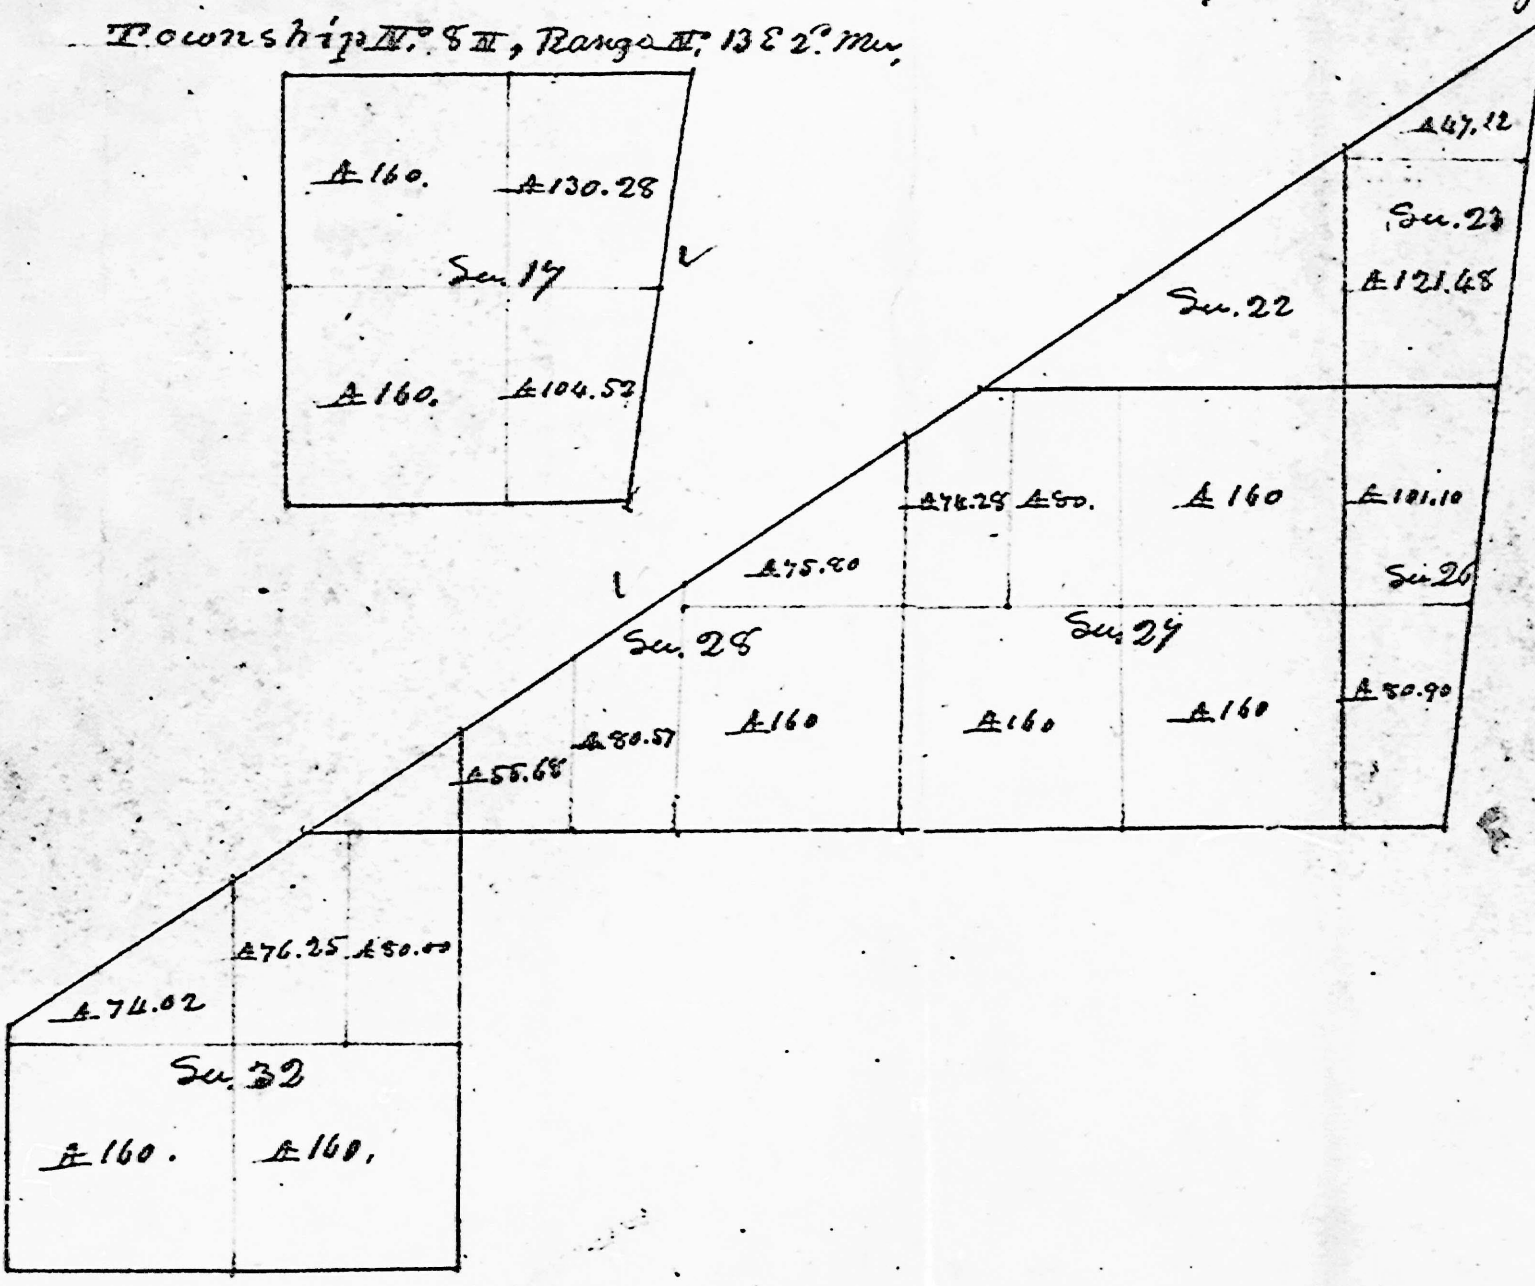 Township No. 8 N, Range No. 13 E 2d. Mer,
A 47.12
A 160.
A 130.28
Sec. 23
Sec. 17
A 121.48
Sec. 22
A 160.
A 104.52
A 74.28
A 80.
A 160
A 101.10
A 75.80
Sec 26
Sec. 28
Sec. 27
A 80.57
A 160
A 160
A 160
A 80.90
A 55.68
A 76.25
A 80.00
A 74.02
Sec. 32
A 160.
A 160.